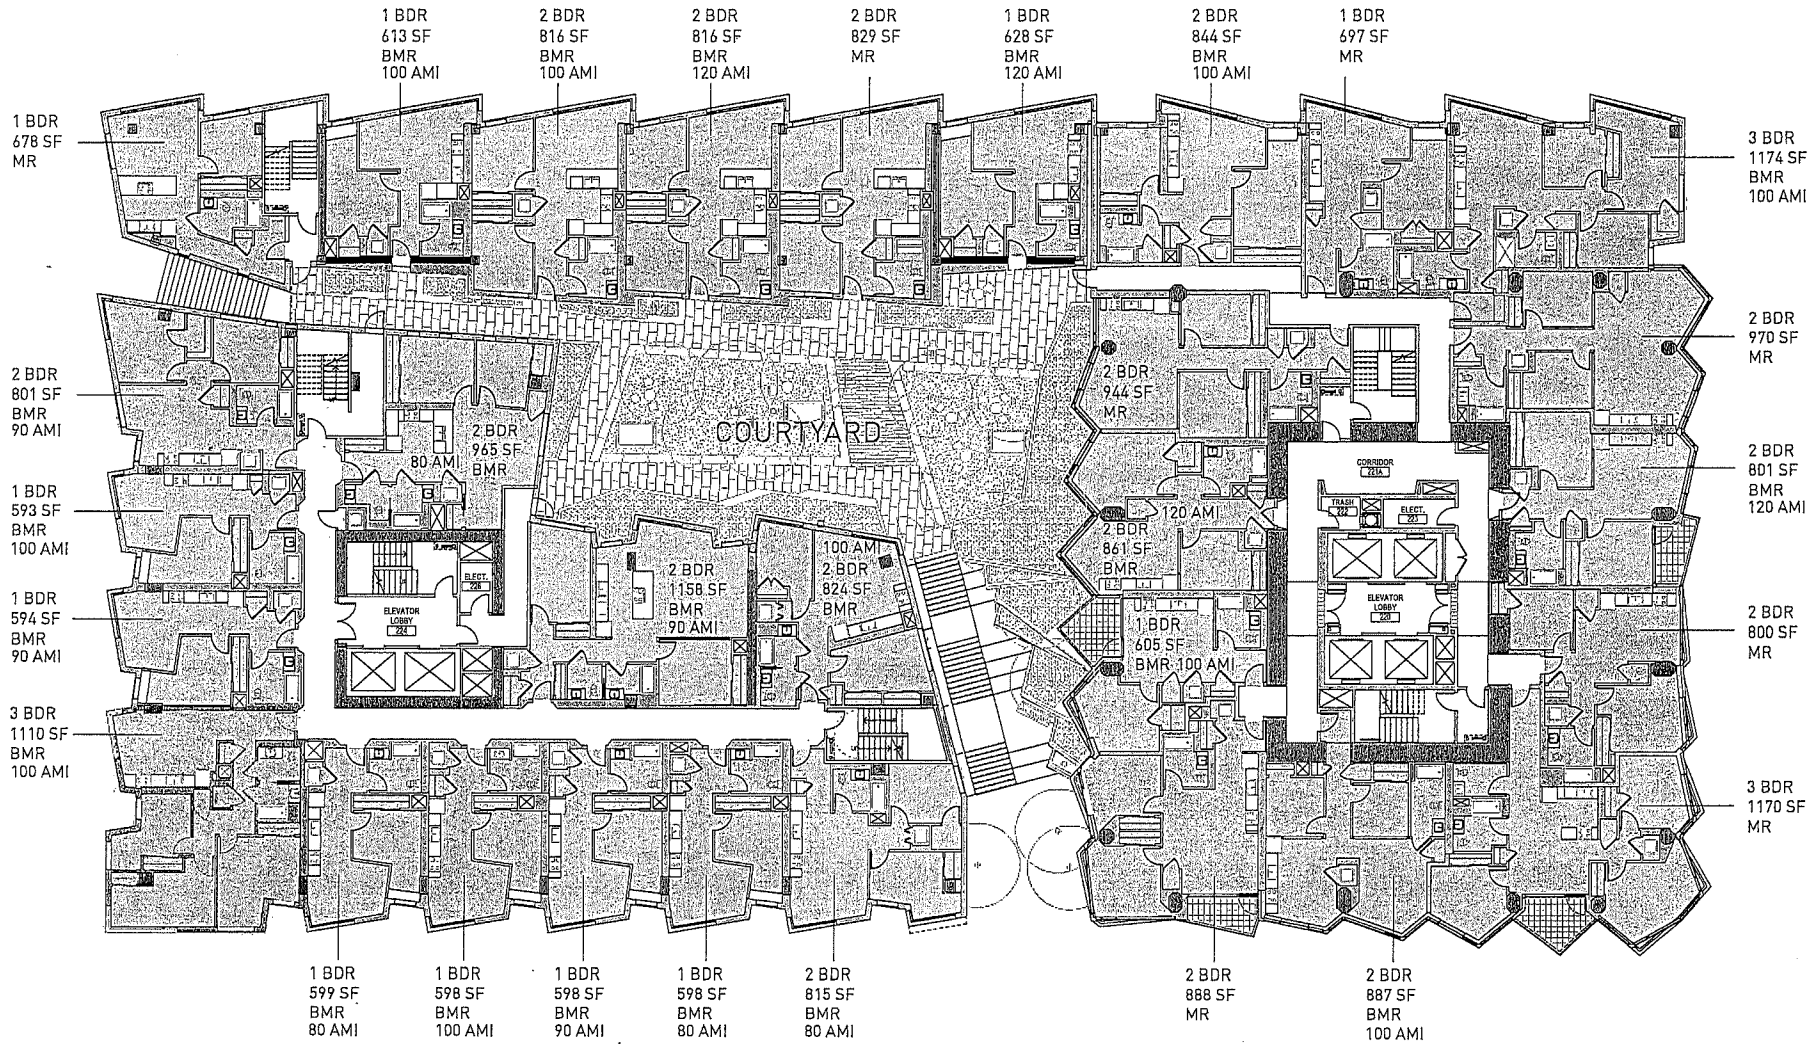 1 BDR
613 SF
BMR
100 AMI
2 BDR
816 SF
BMR
100 AMI
2 BDR
816 SF
BMR
120 AMI
2 BDR
829 SF
MR
1 BDR
628 SF
BMR
120 AMI
2 BDR
844 SF
BMR
100 AMI
1 BDR
697 SF
MR
1 BDR
678 SF
MR
3 BDR
1174 SF
BMR
100 AMI
2 BDR
970 SF
MR
2 BDR
801 SF
BMR
90 AMI
2 BDR
965 SF
BMR
80 AMI
COURTYARD
2 BDR
944 SF
MR
CORRIDOR
221A
TRASH
222
ELECT.
223
2 BDR
801 SF
BMR
120 AMI
1 BDR
593 SF
BMR
100 AMI
120 AMI
2 BDR
861 SF
BMR
100 AMI
2 BDR
824 SF
BMR
2 BDR
1158 SF
BMR
90 AMI
ELECT.
226
ELEVATOR
LOBBY
224
ELEVATOR
LOBBY
220
1 BDR
594 SF
BMR
90 AMI
1 BDR
605 SF
BMR 100 AMI
2 BDR
800 SF
MR
3 BDR
1110 SF
BMR
100 AMI
3 BDR
1170 SF
MR
1 BDR
599 SF
BMR
80 AMI
1 BDR
598 SF
BMR
100 AMI
1 BDR
598 SF
BMR
90 AMI
1 BDR
598 SF
BMR
80 AMI
2 BDR
815 SF
BMR
80 AMI
2 BDR
888 SF
MR
2 BDR
887 SF
BMR
100 AMI